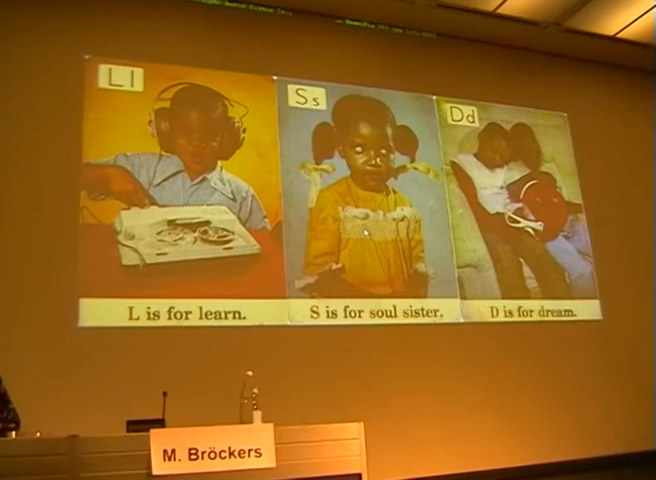 Ll
Ss
Dd
L is for learn.
S is for soul sister.
D is for dream.
M. Bröckers